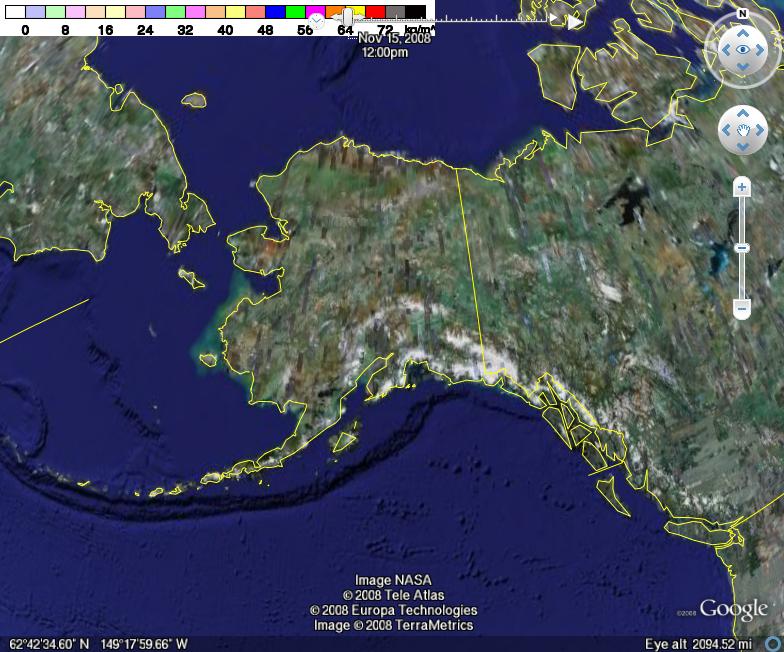 0 8 16 24 32 40 48 56 64 72 kg/m²
Nov 15, 2008
12:00pm
N
Image NASA
© 2008 Tele Atlas
© 2008 Europa Technologies
Image © 2008 TerraMetrics
©2008 Google
62°42'34.60" N 149°17'59.66" W
Eye alt 2094.52 mi